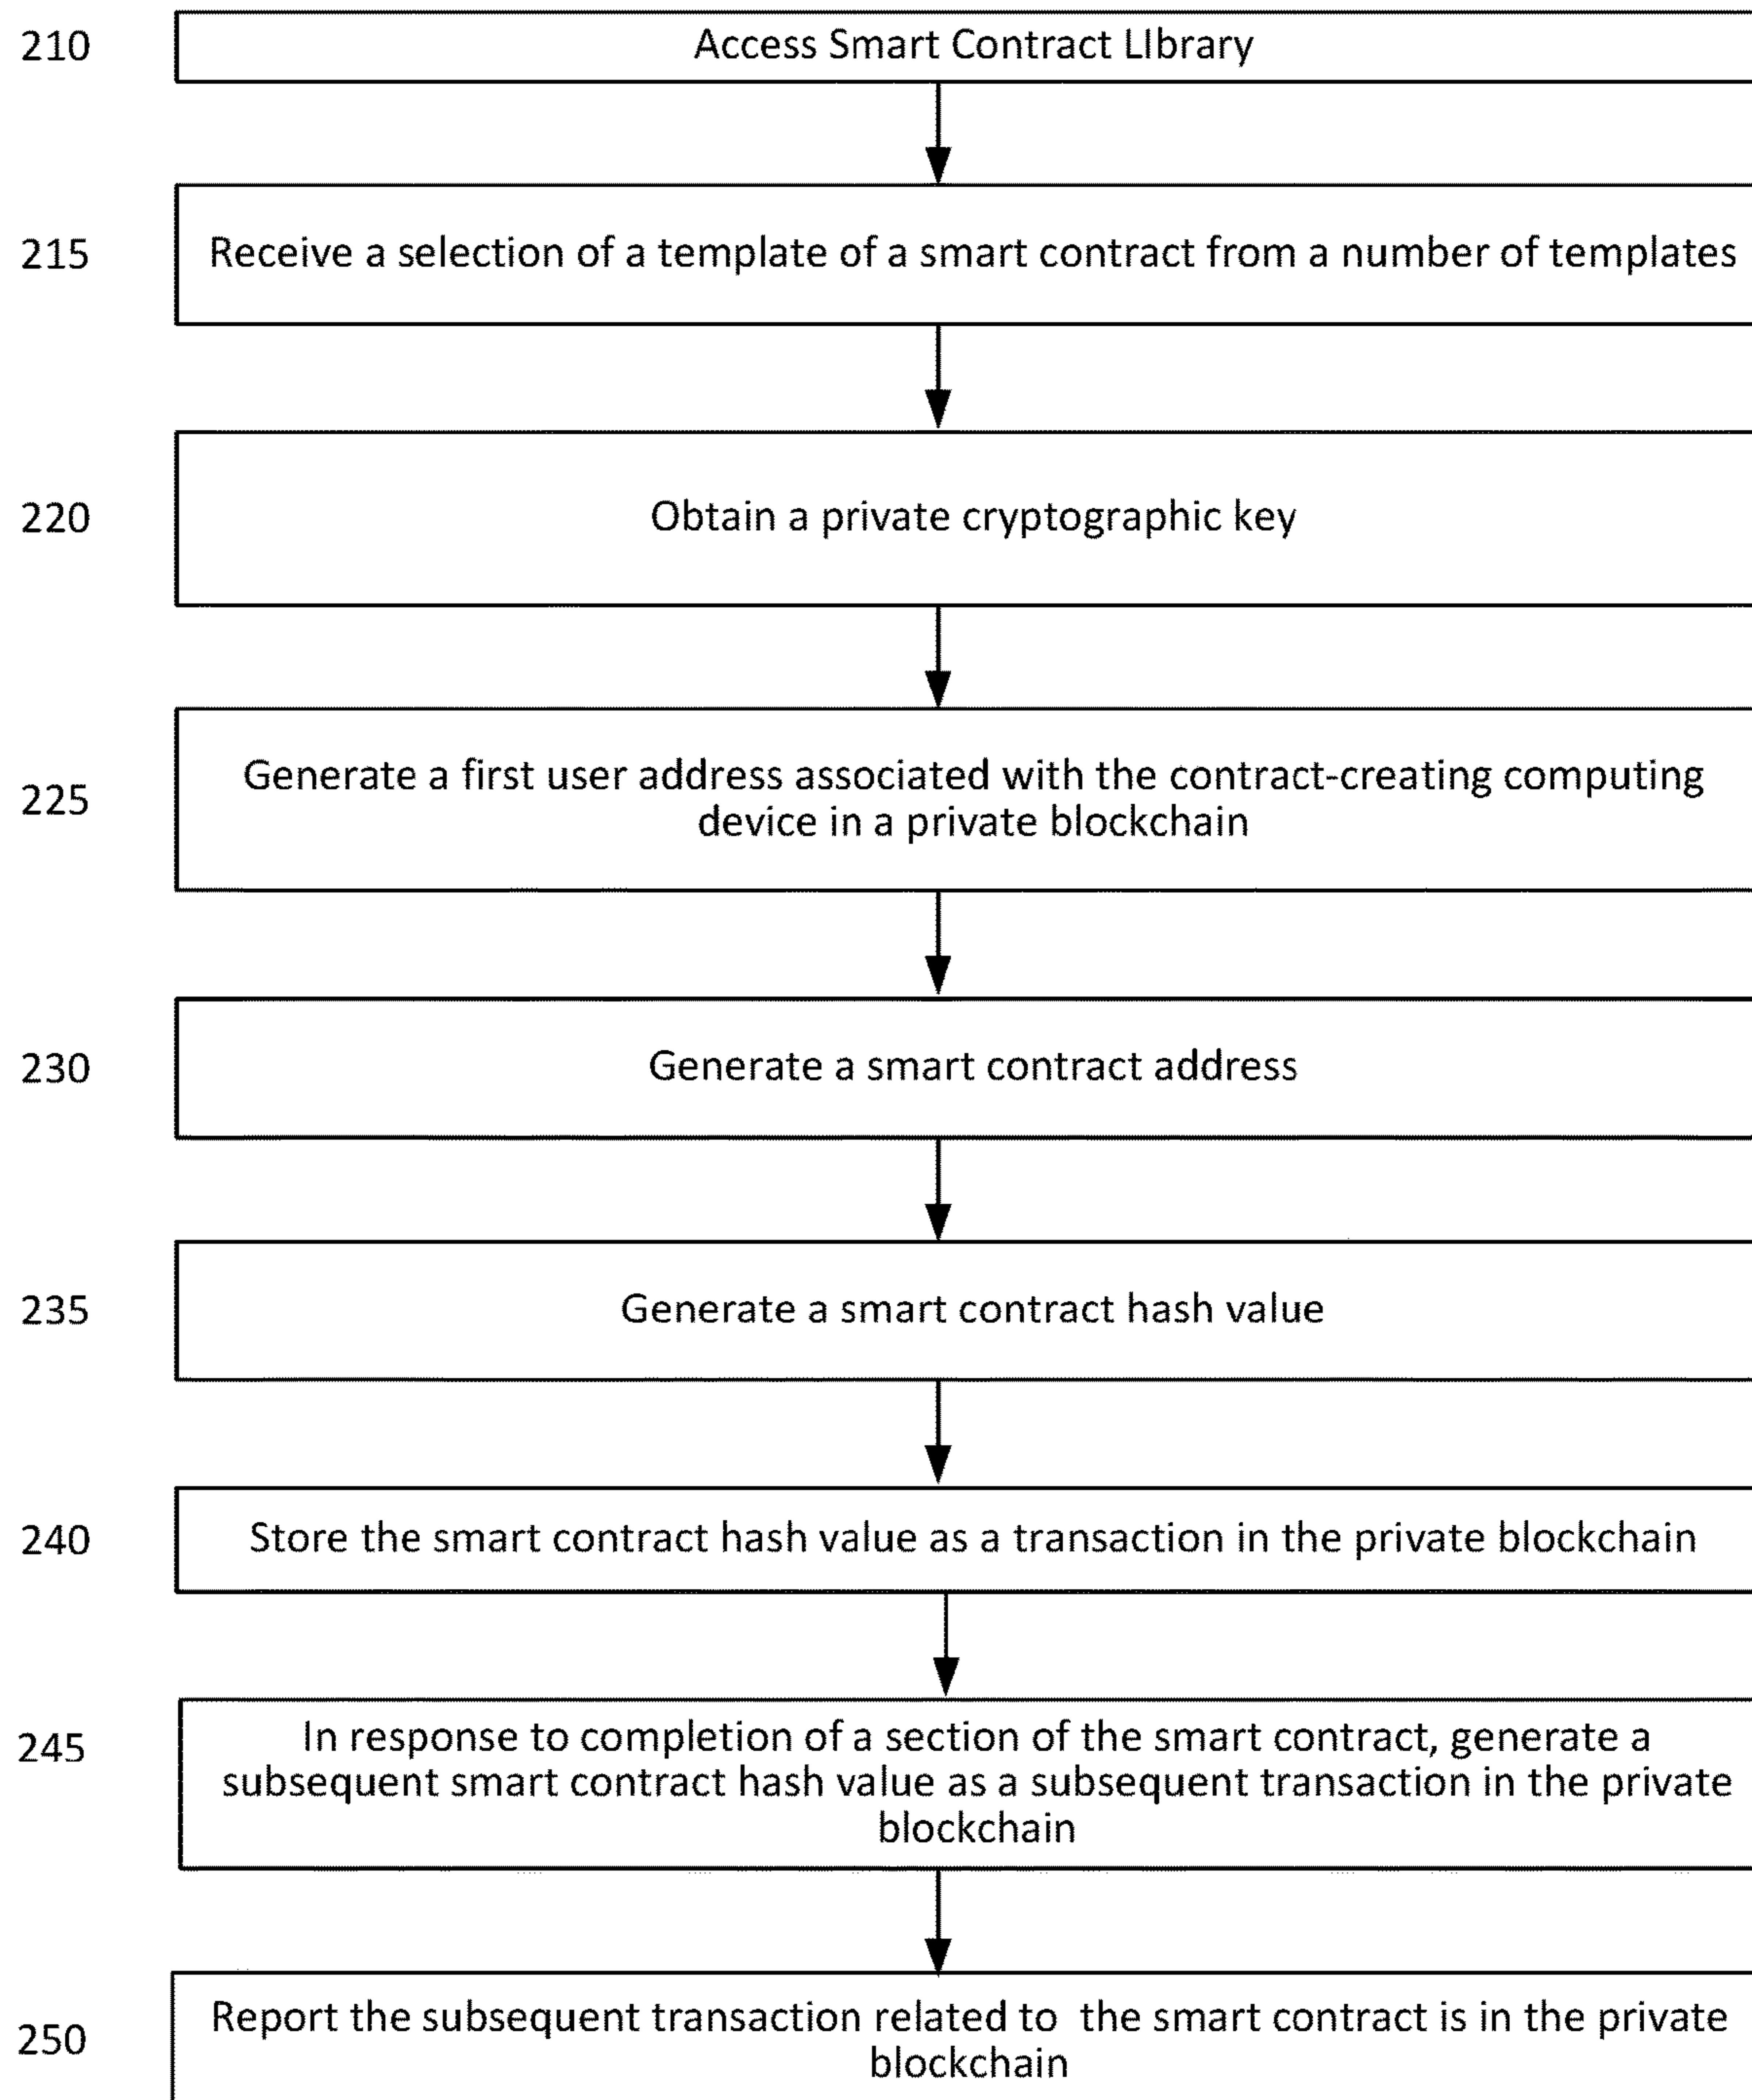 210
Access Smart Contract LIbrary
215
Receive a selection of a template of a smart contract from a number of templates
220
Obtain a private cryptographic key
225
Generate a first user address associated with the contract-creating computing
device in a private blockchain
230
Generate a smart contract address
235
Generate a smart contract hash value
240
Store the smart contract hash value as a transaction in the private blockchain
245
In response to completion of a section of the smart contract, generate a
subsequent smart contract hash value as a subsequent transaction in the private
blockchain
250
Report the subsequent transaction related to  the smart contract is in the private
blockchain